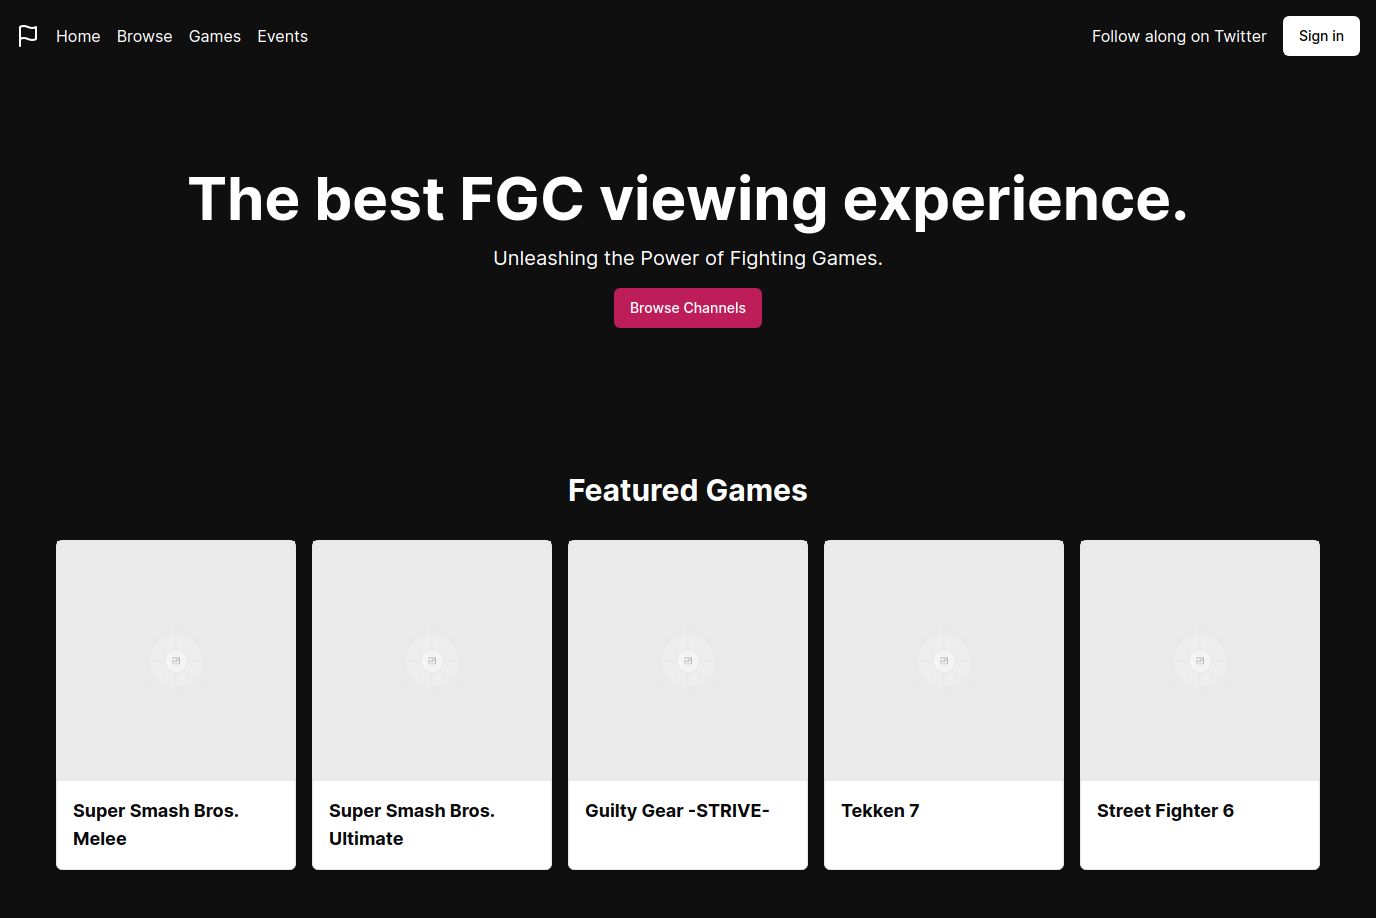 Home Browse Games Events Follow along on Twitter Sign in
The best FGC viewing experience.
Unleashing the Power of Fighting Games.
Browse Channels
Featured Games
Super Smash Bros.
Melee
Super Smash Bros.
Ultimate
Guilty Gear -STRIVE-
Tekken 7
Street Fighter 6